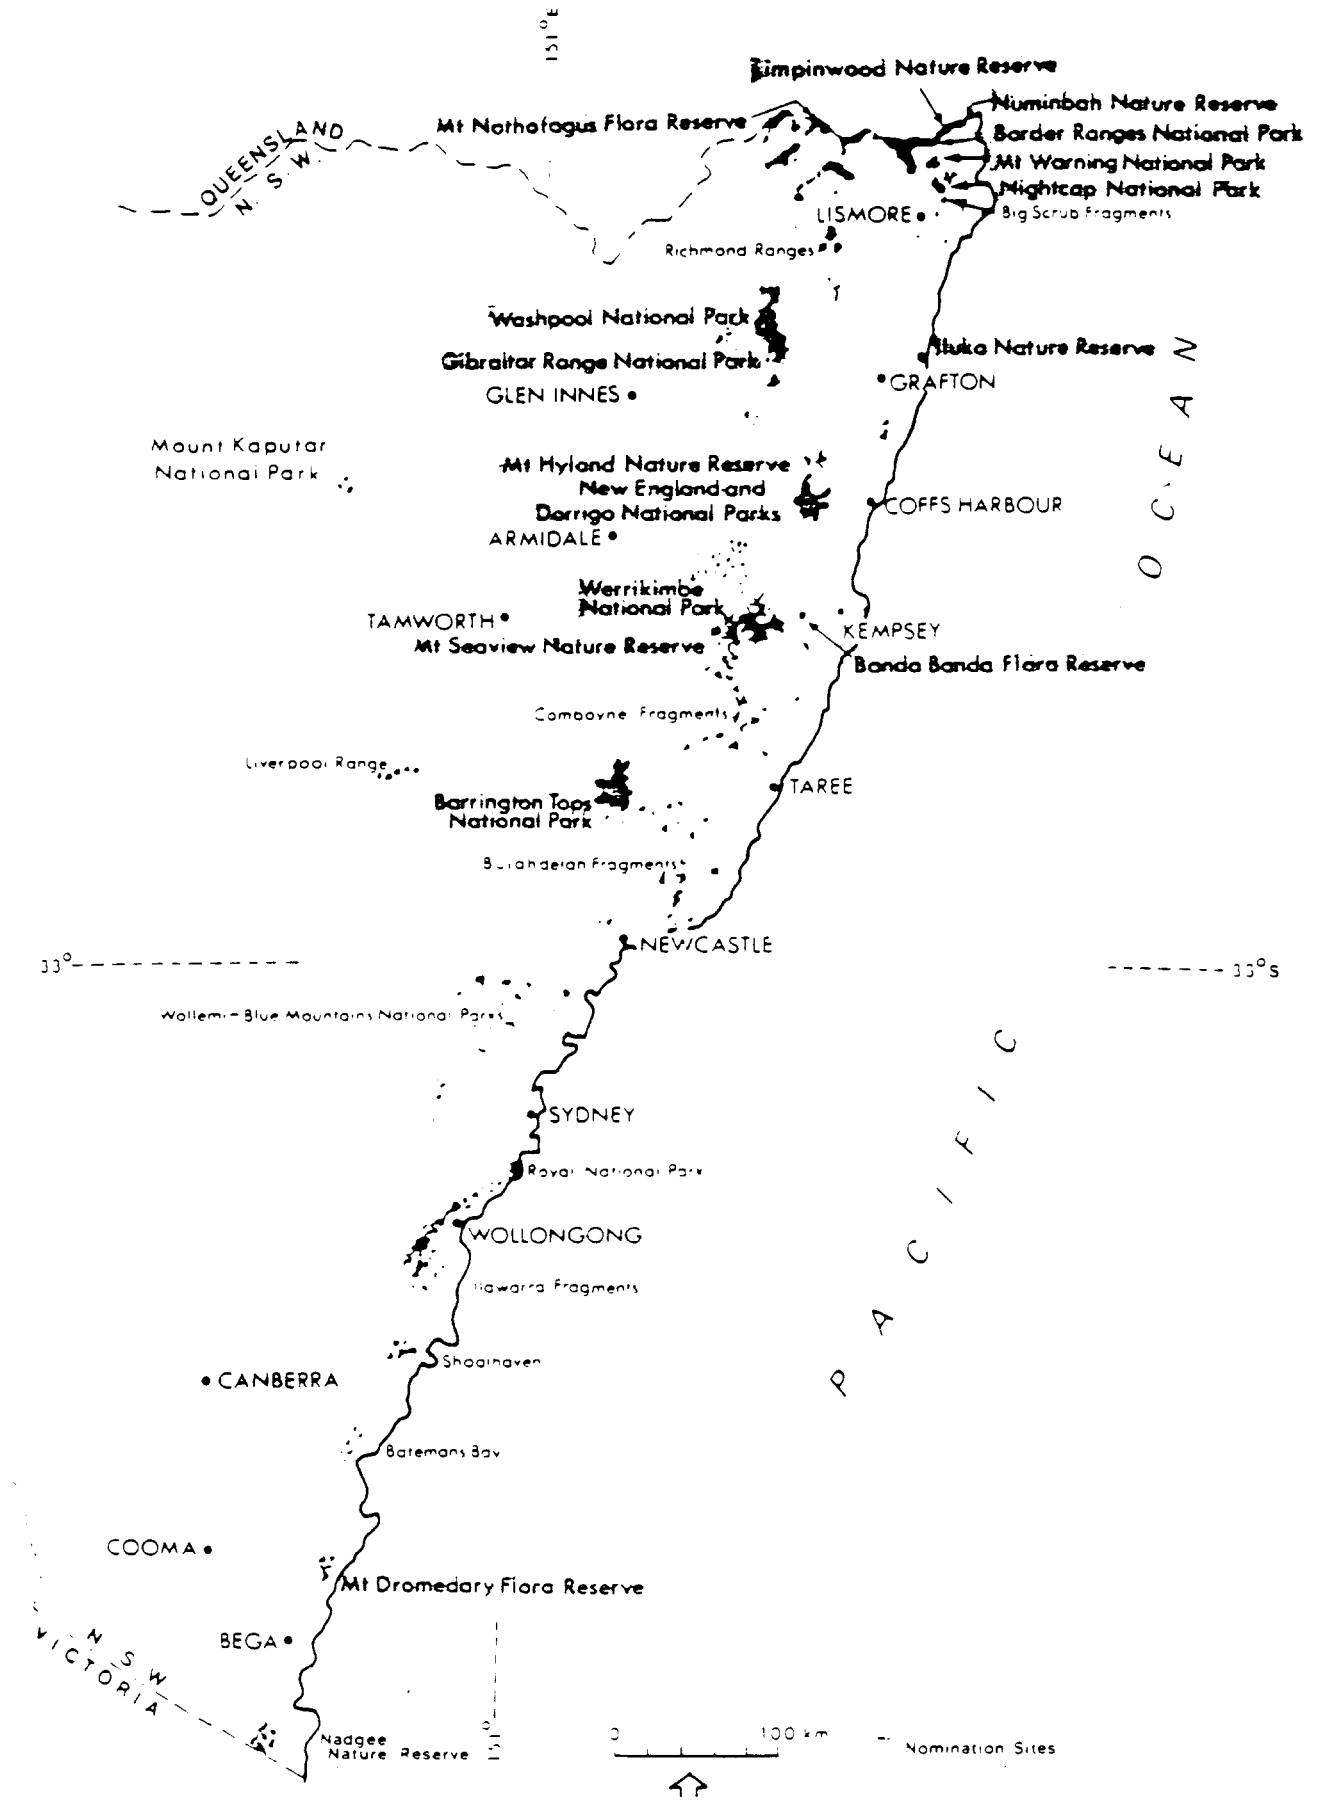 151°E
Limpinwood Nature Reserve
Numinbah Nature Reserve
Mt Nothofagus Flora Reserve
Border Ranges National Park
QUEENSLAND
N. S. W.
Mt Warning National Park
Nightcap National Park
LISMORE
Big Scrub Fragments
Richmond Ranges
Washpool National Park
Iluka Nature Reserve
Gibraltar Range National Park
GRAFTON
GLEN INNES
Mount Kaputar
National Park
Mt Hyland Nature Reserve
New England and
Dorrigo National Parks
COFFS HARBOUR
ARMIDALE
Werrikimbe
National Park
TAMWORTH
KEMPSEY
Mt Seaview Nature Reserve
Banda Banda Flora Reserve
Comboyne Fragments
Liverpool Range
TAREE
Barrington Tops
National Park
Bulahdelah Fragments
NEWCASTLE
33°
33°S
Wollemi-Blue Mountains National Parks
SYDNEY
Royal National Park
WOLLONGONG
Illawarra Fragments
Shoalhaven
CANBERRA
PACIFIC OCEAN
Batemans Bay
COOMA
Mt Dromedary Flora Reserve
BEGA
N S W
VICTORIA
Nadgee
Nature Reserve
151°
0 100 km
Nomination Sites